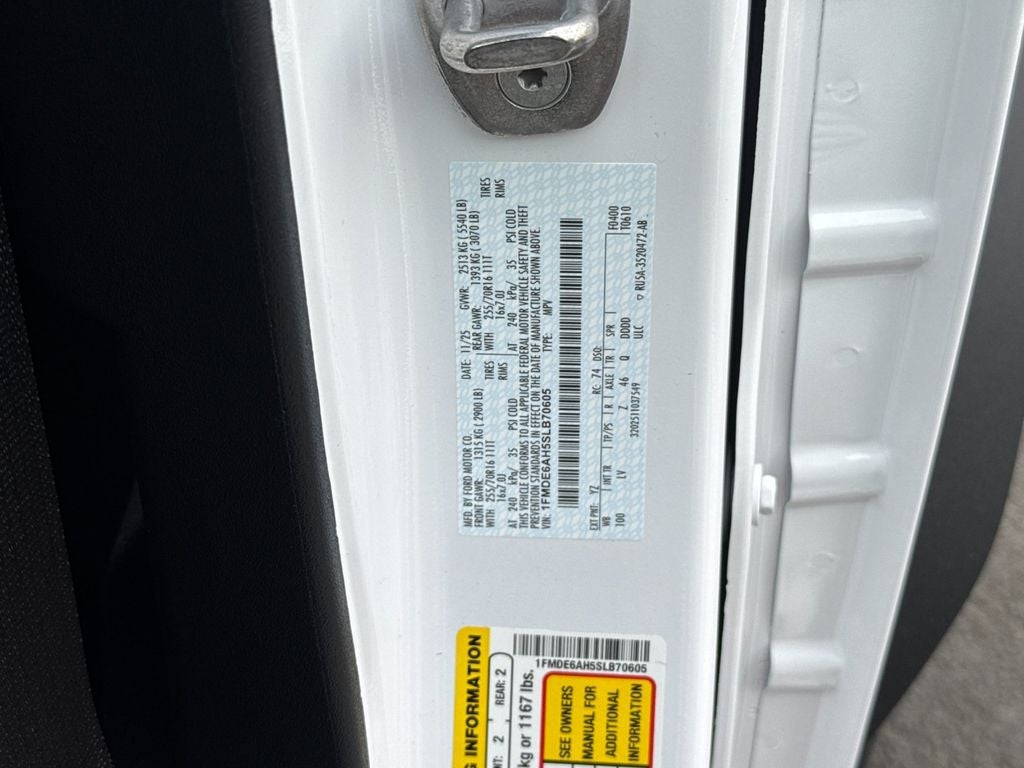 MFD. BY FORD MOTOR CO.
DATE: 11/25 GVWR: 2513 KG ( 5540 LB)
FRONT GAWR: 1315 KG ( 2900 LB) REAR GAWR: 1393 KG ( 3070 LB)
WITH 255/70R16 111T TIRES WITH 255/70R16 111T TIRES
16x7.0J RIMS 16x7.0J RIMS
AT 240 kPa/ 35 PSI COLD AT 240 kPa/ 35 PSI COLD
THIS VEHICLE CONFORMS TO ALL APPLICABLE FEDERAL MOTOR VEHICLE SAFETY AND THEFT
PREVENTION STANDARDS IN EFFECT ON THE DATE OF MANUFACTURE SHOWN ABOVE.
VIN: 1FMDE6AH5SLB70605 TYPE: MPV
EXT PNT: YZ RC: 74 DSO: F0400
WB INT TR TP/PS R AXLE TR SPR T0610
100 LV Z 46 Q DDDD
ULC
3202511037549 ▽ RU5A-3520472-AB
G INFORMATION
NT: 2 REAR: 2
kg or 1167 lbs.
1FMDE6AH5SLB70605
SEE OWNERS
MANUAL FOR
ADDITIONAL
INFORMATION